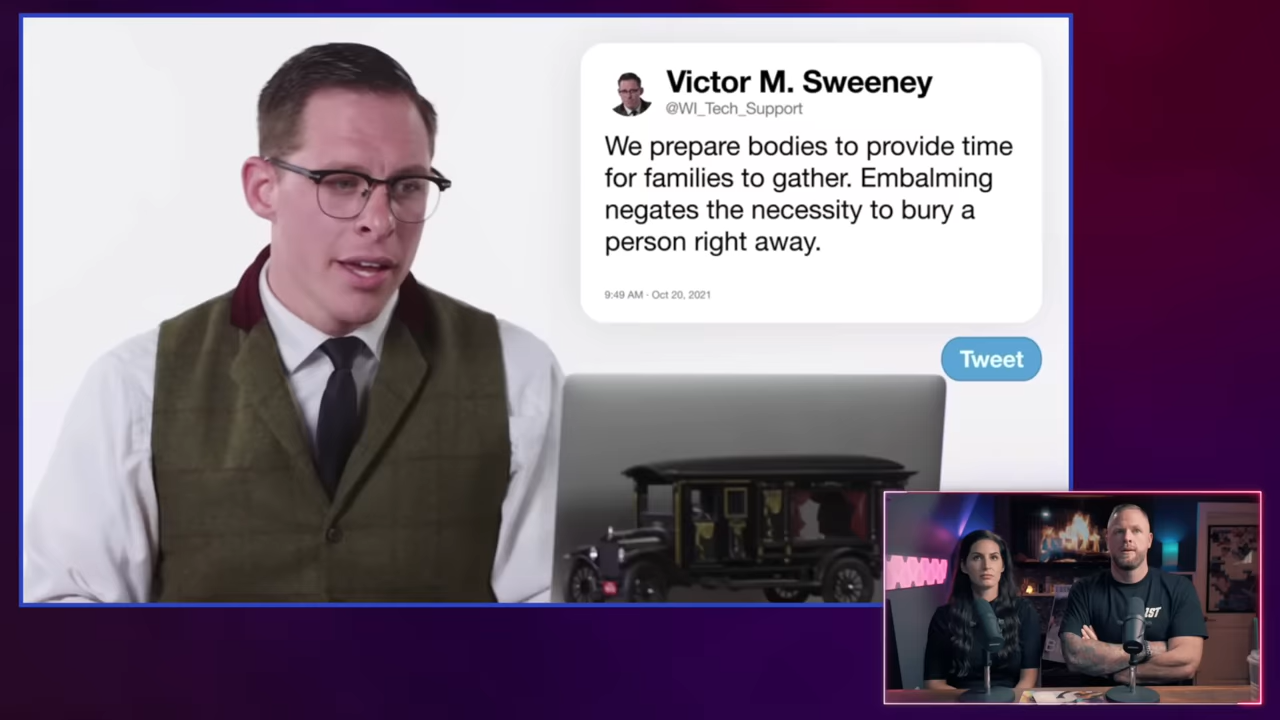 Victor M. Sweeney
@WI_Tech_Support
We prepare bodies to provide time
for families to gather. Embalming
negates the necessity to bury a
person right away.
9:49 AM · Oct 20, 2021
Tweet